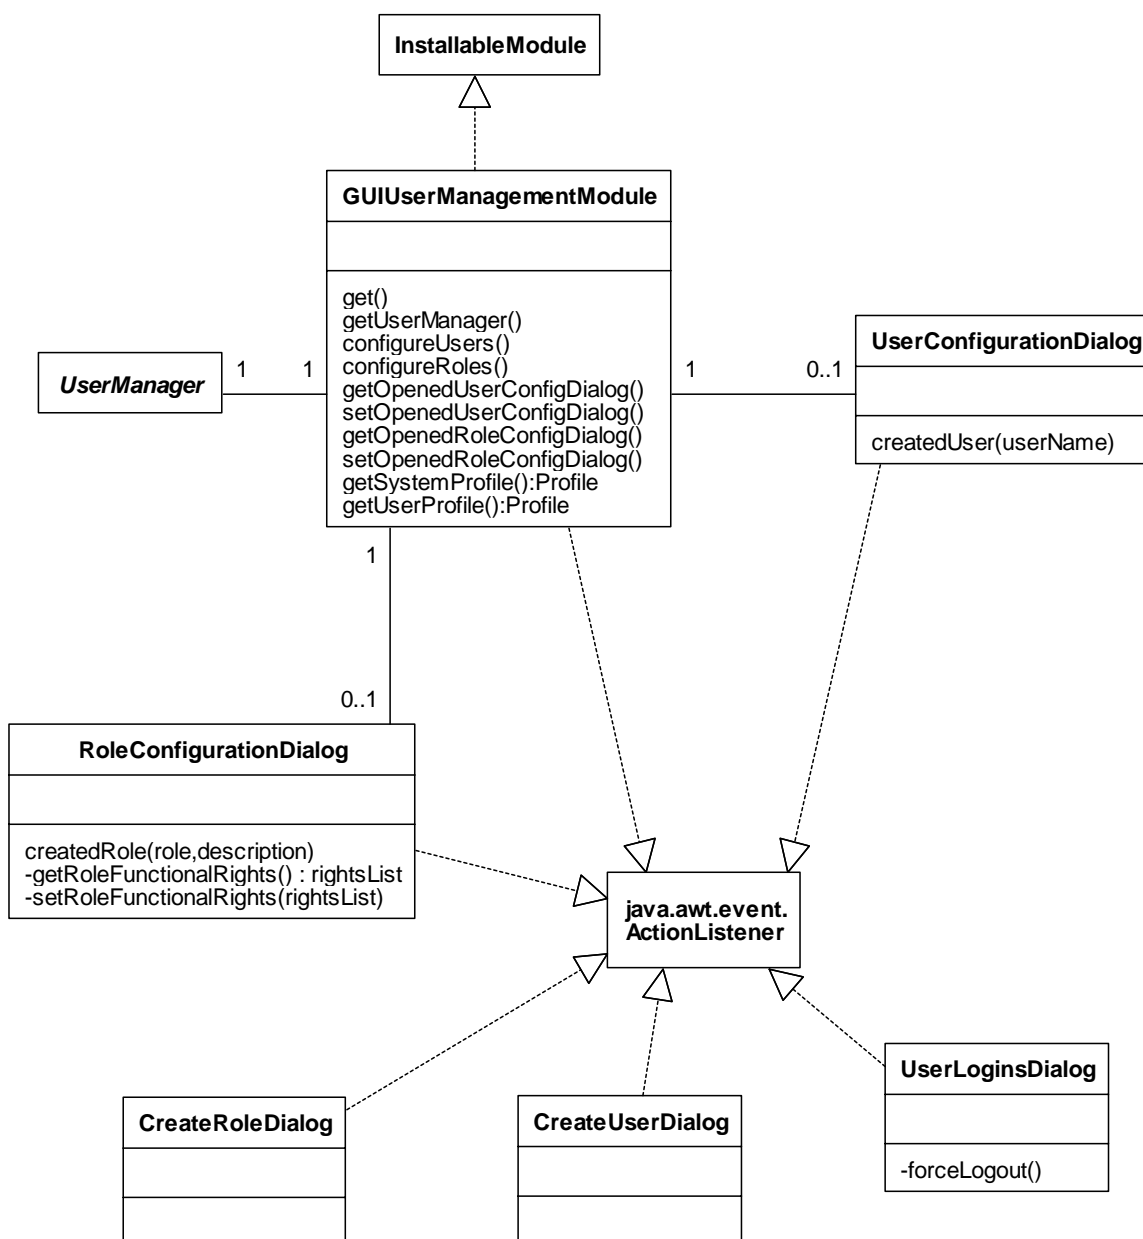 InstallableModule
GUIUserManagementModule
get()
getUserManager()
configureUsers()
configureRoles()
getOpenedUserConfigDialog()
setOpenedUserConfigDialog()
getOpenedRoleConfigDialog()
setOpenedRoleConfigDialog()
getSystemProfile():Profile
getUserProfile():Profile
UserManager
1
1
1
0..1
UserConfigurationDialog
createdUser(userName)
1
0..1
RoleConfigurationDialog
createdRole(role,description)
-getRoleFunctionalRights() : rightsList
-setRoleFunctionalRights(rightsList)
java.awt.event.
ActionListener
CreateRoleDialog
CreateUserDialog
UserLoginsDialog
-forceLogout()